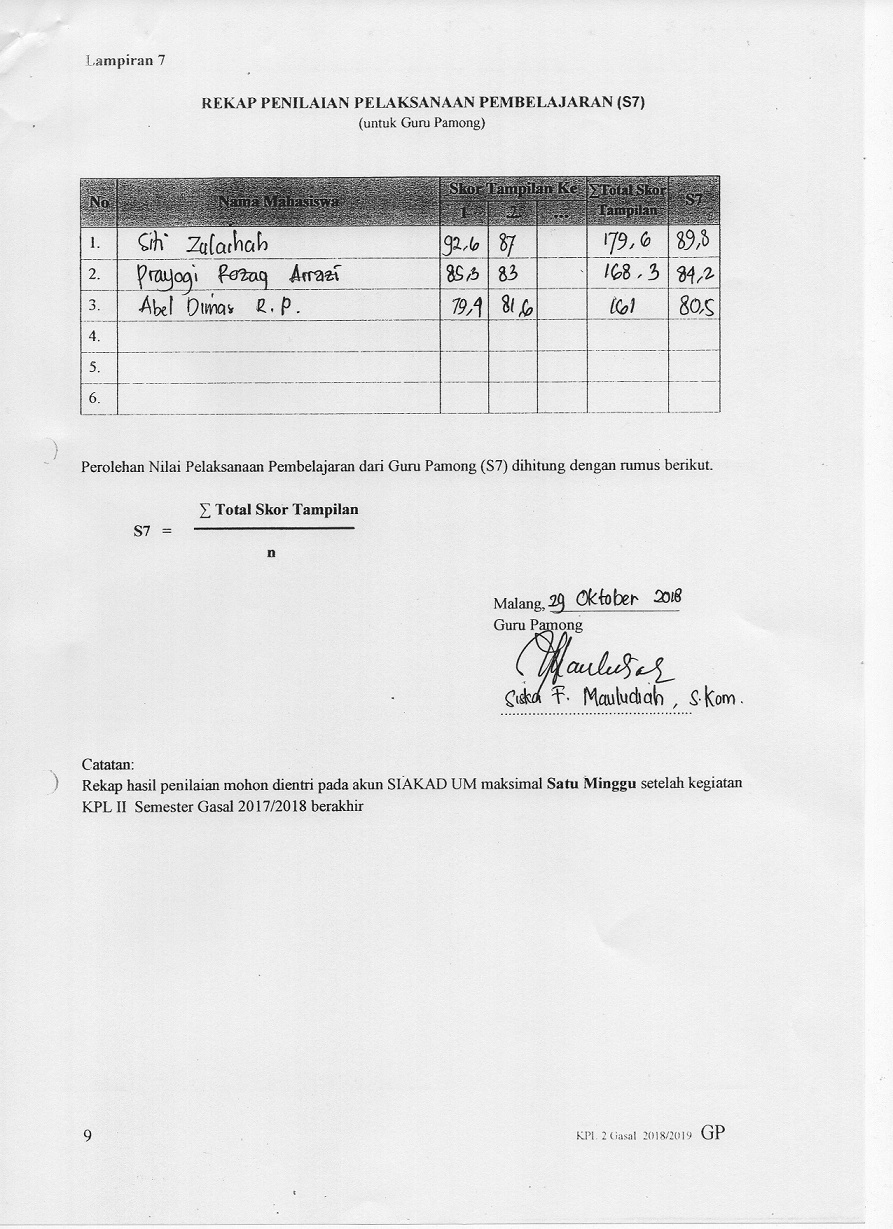 Lampiran 7
REKAP PENILAIAN PELAKSANAAN PEMBELAJARAN (S7)
(untuk Guru Pamong)
No Nama Mahasiswa Skor Tampilan Ke ∑Total Skor Tampilan S7
1 2 ...
1. Siti Zulaihah 92,6 87 179,6 89,8
2. Prayogi Rozaq Arrazi 85,3 83 168.3 84,2
3. Abel Dimas R.P. 79,4 81,6 161 80,5
4.
5.
6.
Perolehan Nilai Pelaksanaan Pembelajaran dari Guru Pamong (S7) dihitung dengan rumus berikut.
∑ Total Skor Tampilan
S7 =
n
Malang, 29 Oktober 2018
Guru Pamong
Siska F. Mauludiah, S.Kom.
Catatan:
Rekap hasil penilaian mohon dientri pada akun SIAKAD UM maksimal Satu Minggu setelah kegiatan
KPL II Semester Gasal 2017/2018 berakhir
9 KPL 2 Gasal 2018/2019 GP